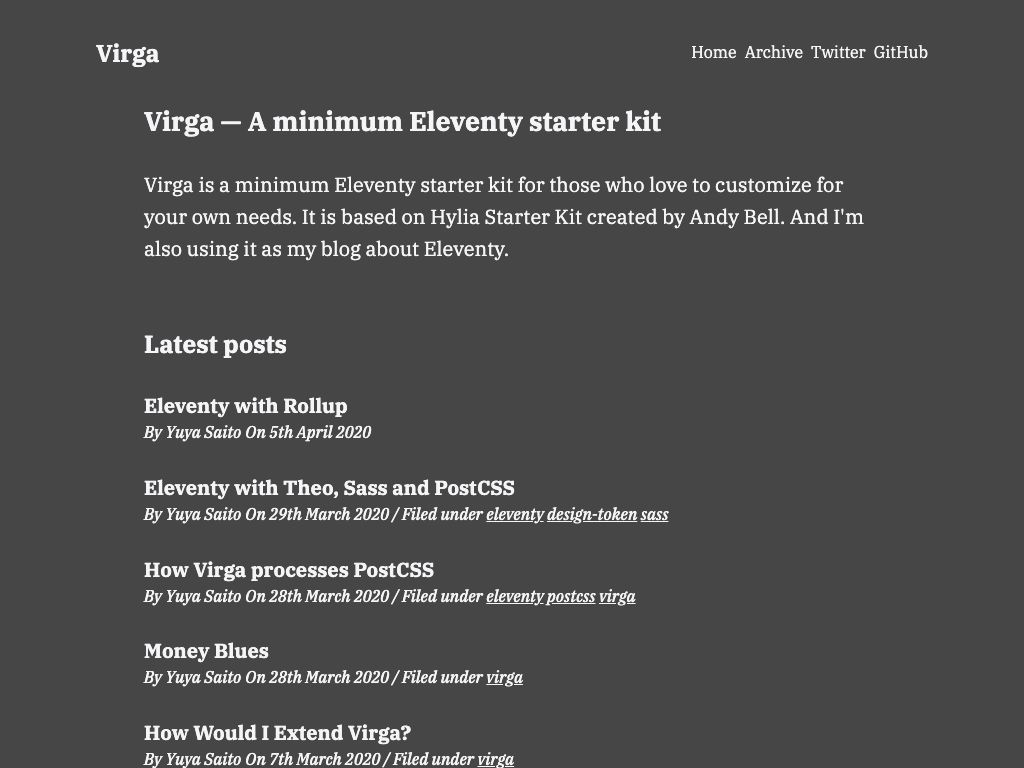 Virga
Home Archive Twitter GitHub
Virga — A minimum Eleventy starter kit
Virga is a minimum Eleventy starter kit for those who love to customize for
your own needs. It is based on Hylia Starter Kit created by Andy Bell. And I'm
also using it as my blog about Eleventy.
Latest posts
Eleventy with Rollup
By Yuya Saito On 5th April 2020
Eleventy with Theo, Sass and PostCSS
By Yuya Saito On 29th March 2020 / Filed under eleventy design-token sass
How Virga processes PostCSS
By Yuya Saito On 28th March 2020 / Filed under eleventy postcss virga
Money Blues
By Yuya Saito On 28th March 2020 / Filed under virga
How Would I Extend Virga?
By Yuya Saito On 7th March 2020 / Filed under virga